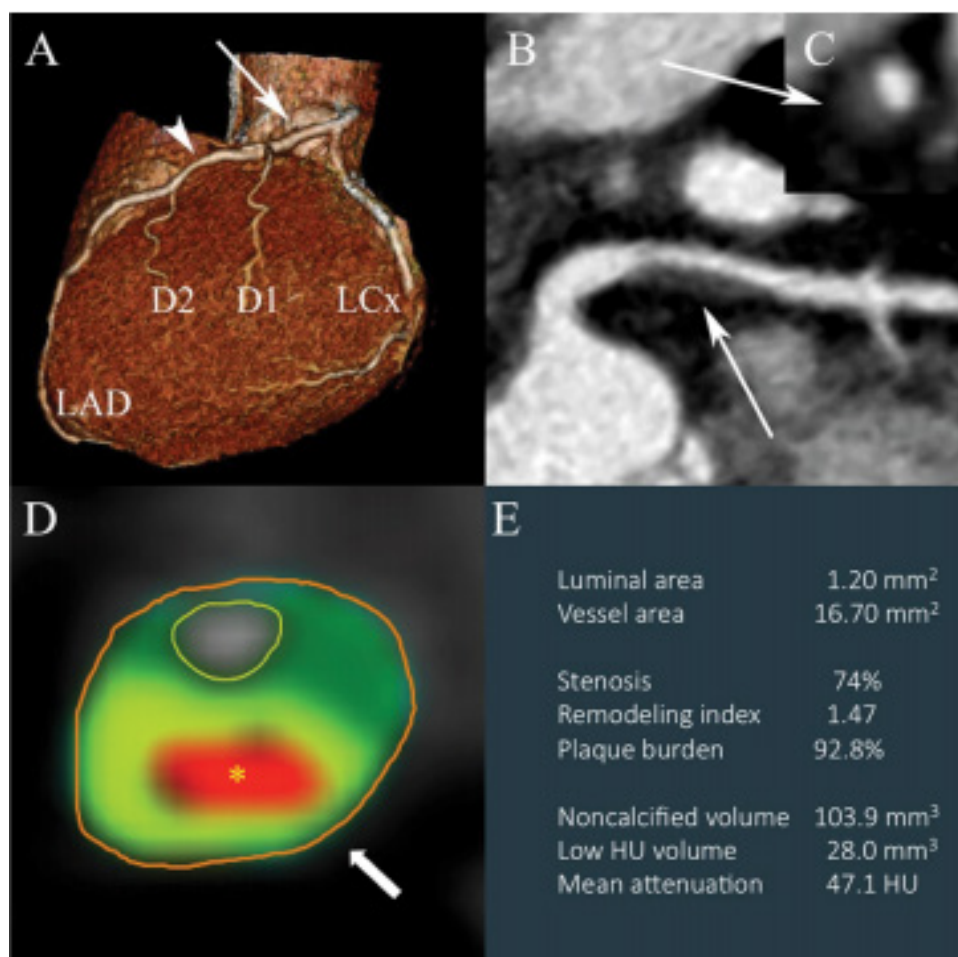 A
B
C
D2
D1
LCx
LAD
D
*
E
Luminal area 1.20 mm²
Vessel area 16.70 mm²
Stenosis 74%
Remodeling index 1.47
Plaque burden 92.8%
Noncalcified volume 103.9 mm³
Low HU volume 28.0 mm³
Mean attenuation 47.1 HU